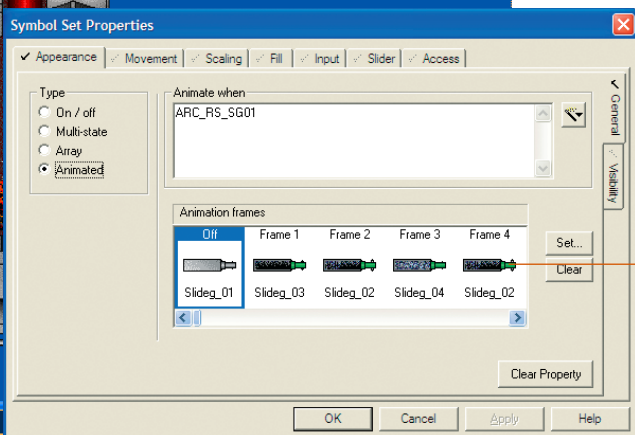 Symbol Set Properties
Appearance Movement Scaling Fill Input Slider Access
Type
On / off
Multi-state
Array
Animated
Animate when
ARC_RS_SG01
General
Visibility
Animation frames
Off Frame 1 Frame 2 Frame 3 Frame 4
Slideg_01 Slideg_03 Slideg_02 Slideg_04 Slideg_02
Set...
Clear
Clear Property
OK Cancel Apply Help